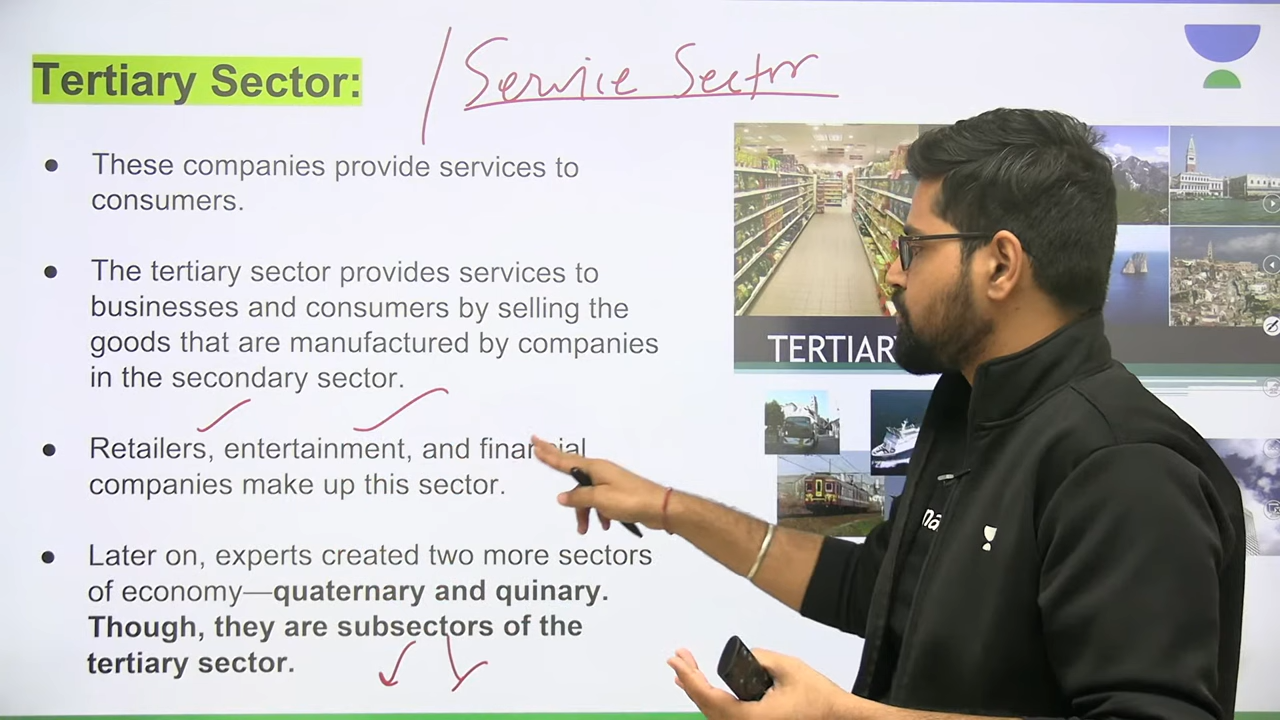 Tertiary Sector: / Service Sector
● These companies provide services to
consumers.
● The tertiary sector provides services to
businesses and consumers by selling the
goods that are manufactured by companies
in the secondary sector.
● Retailers, entertainment, and financial
companies make up this sector.
● Later on, experts created two more sectors
of economy—quaternary and quinary.
Though, they are subsectors of the
tertiary sector.
TERTIAR
na